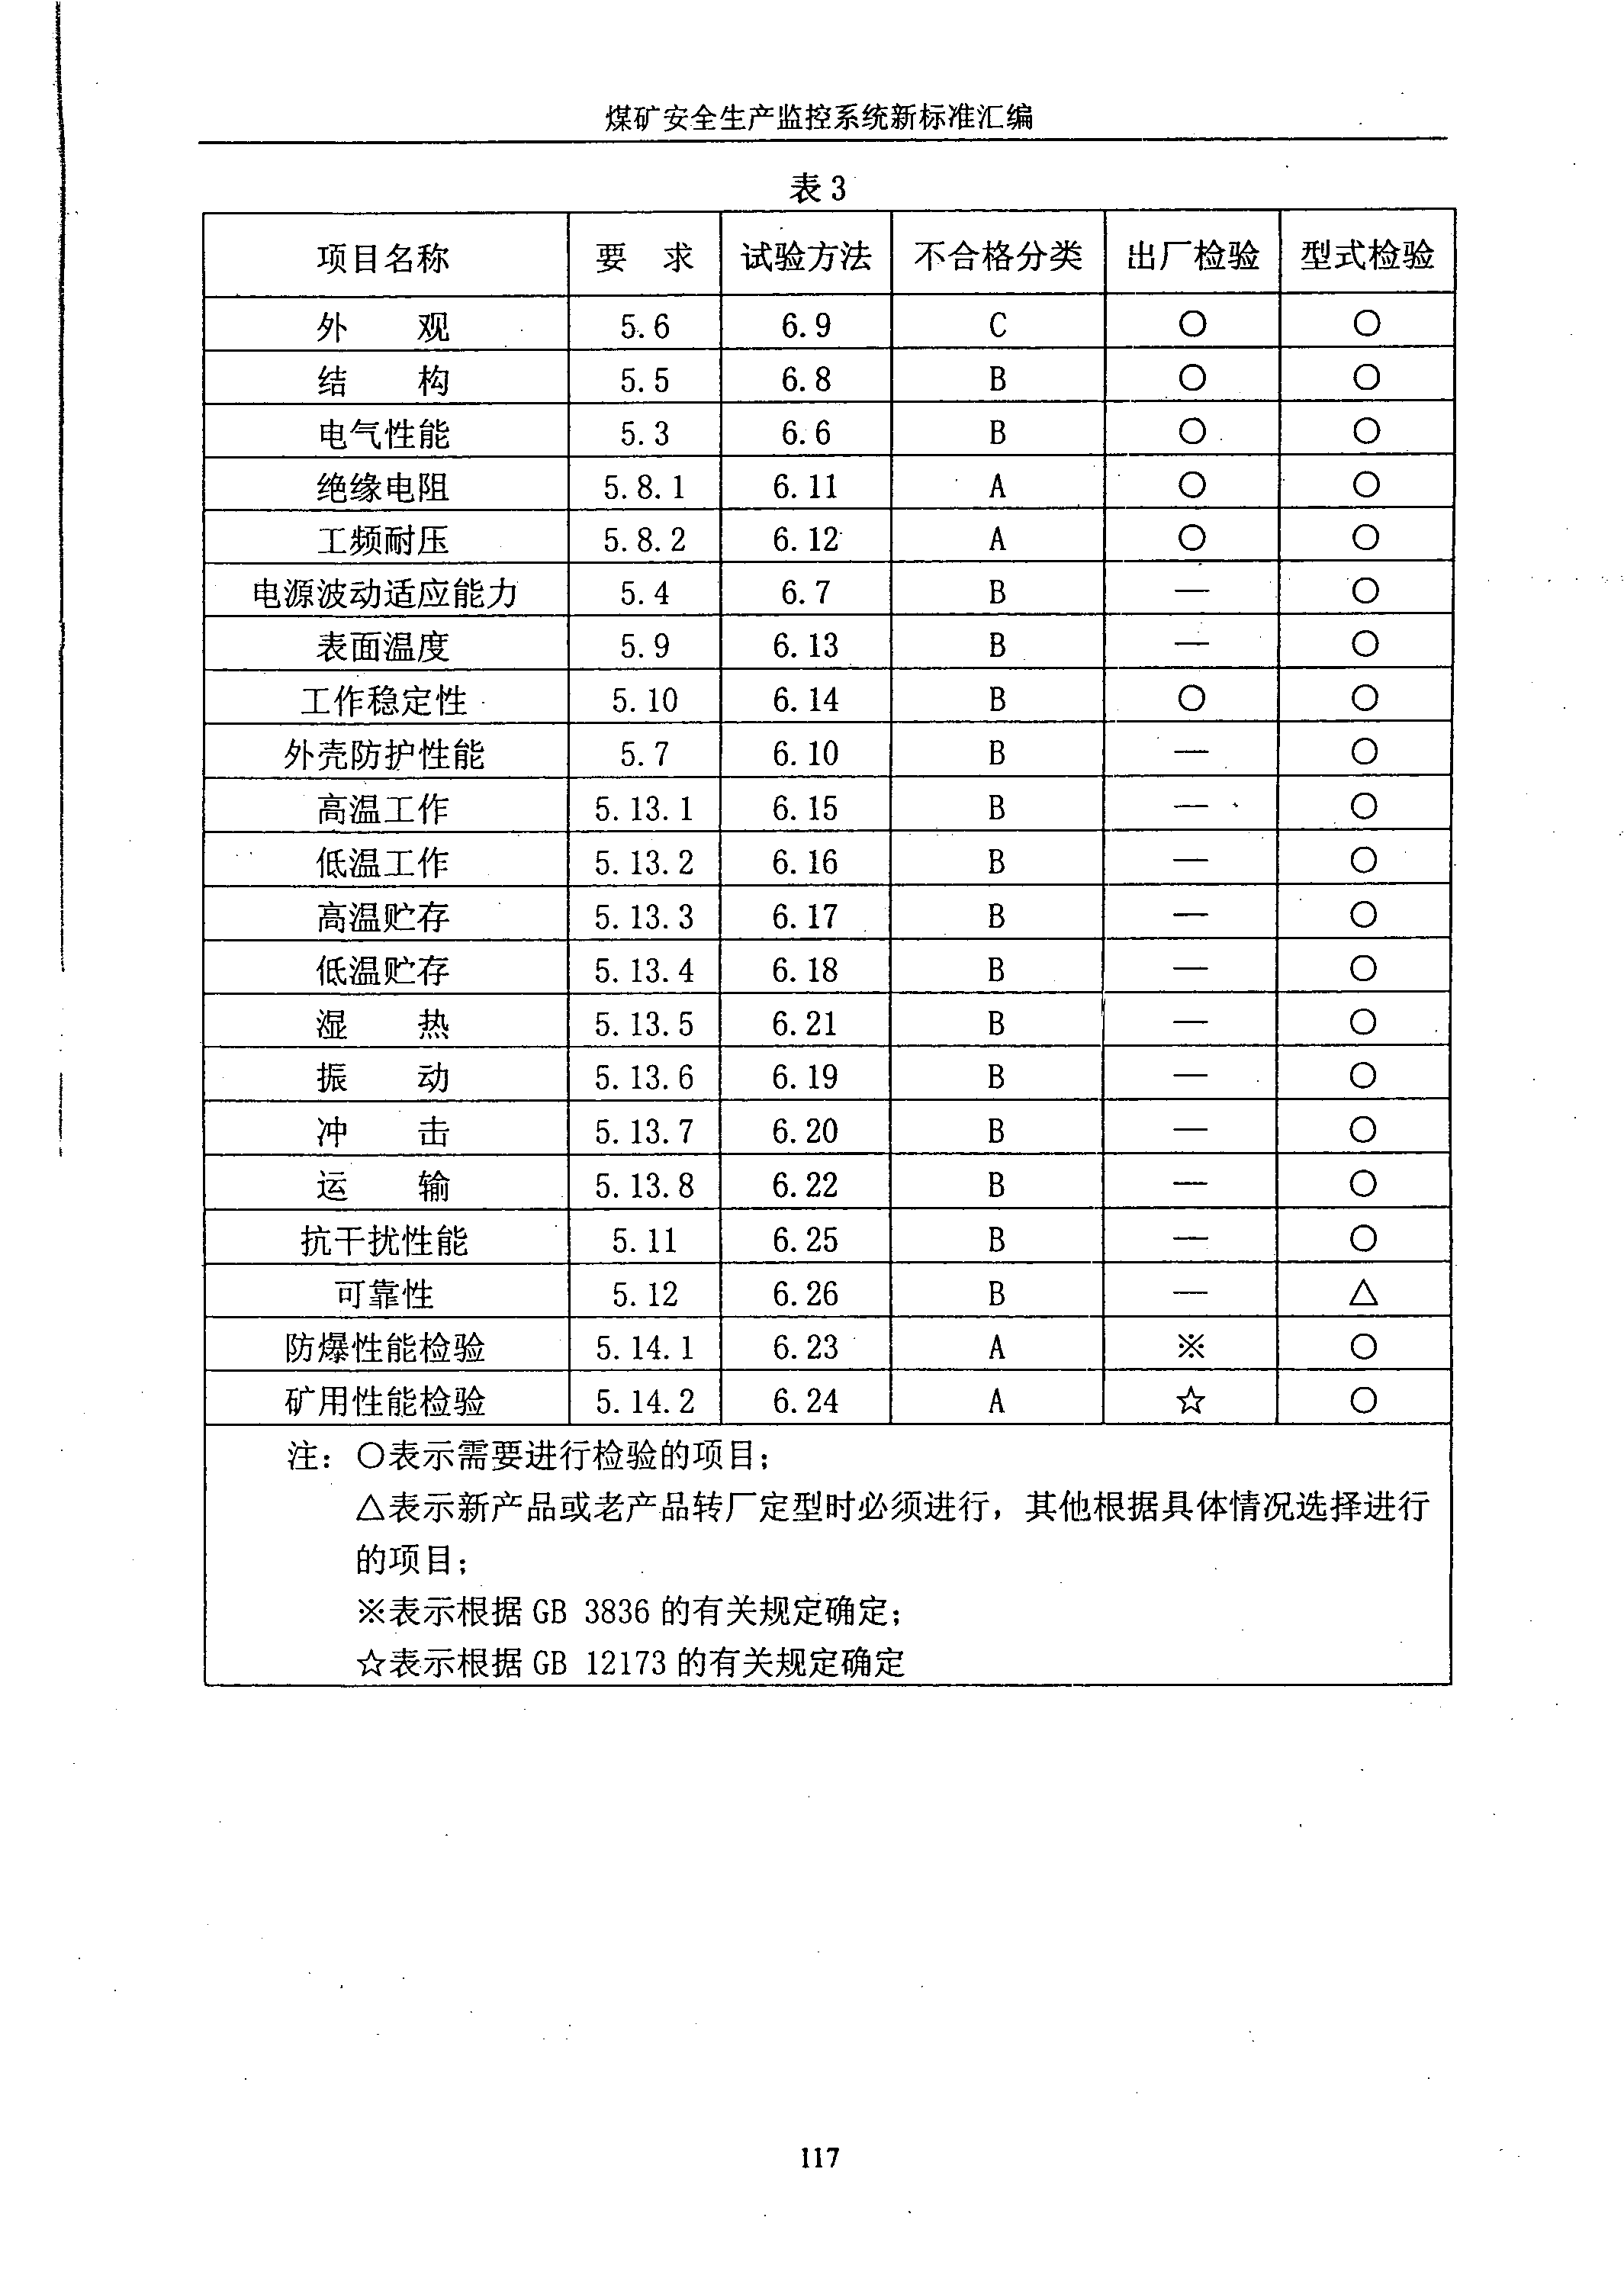 煤矿安全生产监控系统新标准汇编
表 3
项目名称 要 求 试验方法 不合格分类 出厂检验 型式检验
外 观 5.6 6.9 C ○ ○
结 构 5.5 6.8 B ○ ○
电气性能 5.3 6.6 B ○ ○
绝缘电阻 5.8.1 6.11 A ○ ○
工频耐压 5.8.2 6.12 A ○ ○
电源波动适应能力 5.4 6.7 B — ○
表面温度 5.9 6.13 B — ○
工作稳定性 5.10 6.14 B ○ ○
外壳防护性能 5.7 6.10 B — ○
高温工作 5.13.1 6.15 B — ○
低温工作 5.13.2 6.16 B — ○
高温贮存 5.13.3 6.17 B — ○
低温贮存 5.13.4 6.18 B — ○
湿 热 5.13.5 6.21 B — ○
振 动 5.13.6 6.19 B — ○
冲 击 5.13.7 6.20 B — ○
运 输 5.13.8 6.22 B — ○
抗干扰性能 5.11 6.25 B — ○
可靠性 5.12 6.26 B — △
防爆性能检验 5.14.1 6.23 A ※ ○
矿用性能检验 5.14.2 6.24 A ☆ ○
注：○表示需要进行检验的项目；
△表示新产品或老产品转厂定型时必须进行，其他根据具体情况选择进行
的项目；
※表示根据 GB 3836 的有关规定确定；
☆表示根据 GB 12173 的有关规定确定
117